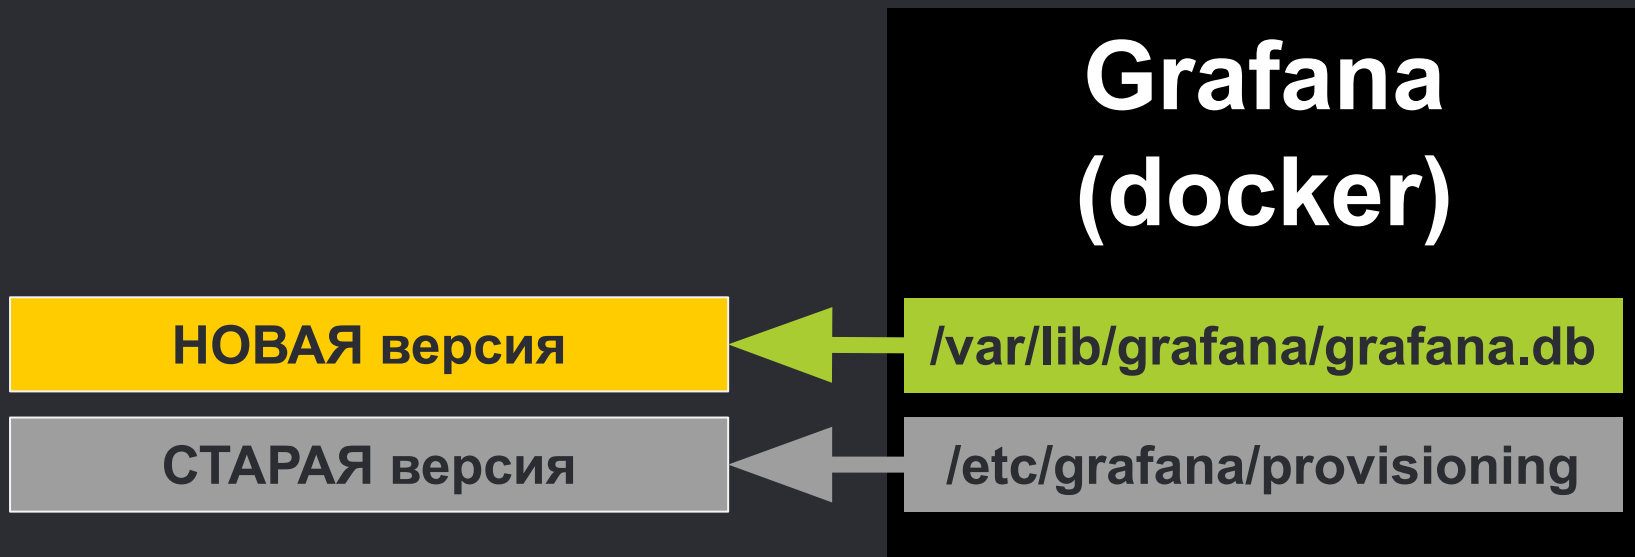 Grafana
(docker)
НОВАЯ версия
/var/lib/grafana/grafana.db
СТАРАЯ версия
/etc/grafana/provisioning